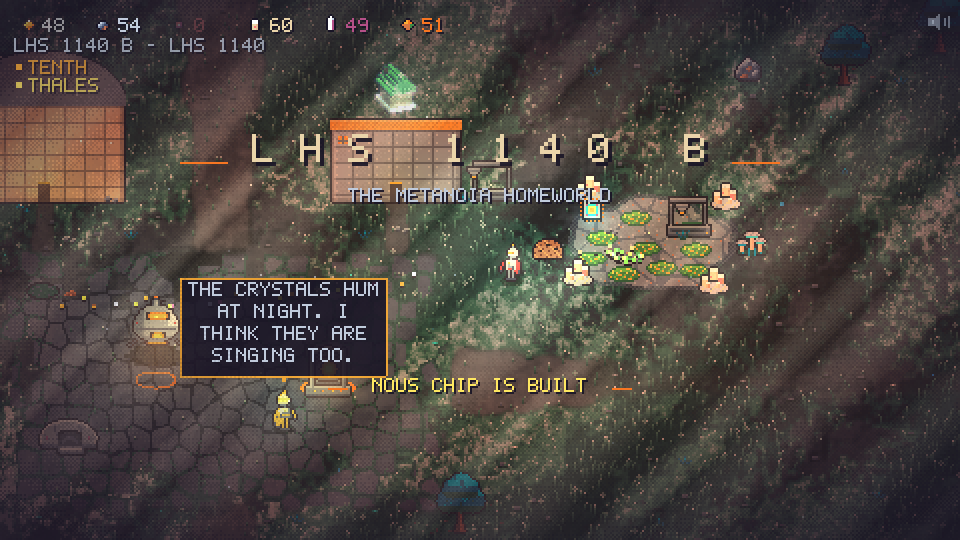 48 54 0 60 49 51
LHS 1140 B - LHS 1140
TENTH
THALES
LHS 1140 B
THE METANOIA HOMEWORLD
THE CRYSTALS HUM
AT NIGHT. I
THINK THEY ARE
SINGING TOO.
NOUS CHIP IS BUILT